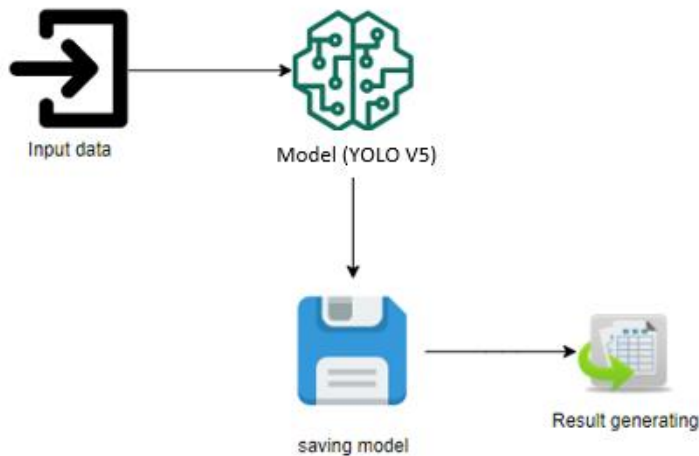 Input data
Model (YOLO V5)
saving model
Result generating